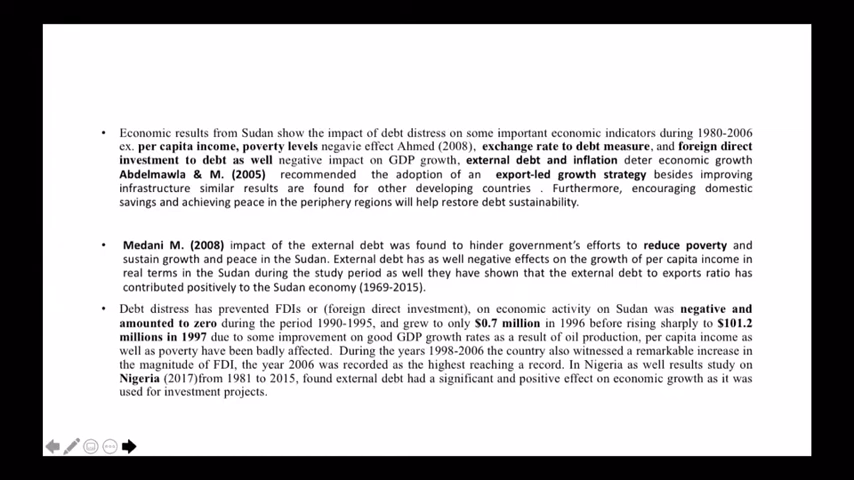 • Economic results from Sudan show the impact of debt distress on some important economic indicators during 1980-2006
ex. per capita income, poverty levels negavie effect Ahmed (2008), exchange rate to debt measure, and foreign direct
investment to debt as well negative impact on GDP growth, external debt and inflation deter economic growth
Abdelmawla & M. (2005) recommended the adoption of an export-led growth strategy besides improving
infrastructure similar results are found for other developing countries . Furthermore, encouraging domestic
savings and achieving peace in the periphery regions will help restore debt sustainability.
• Medani M. (2008) impact of the external debt was found to hinder government's efforts to reduce poverty and
sustain growth and peace in the Sudan. External debt has as well negative effects on the growth of per capita income in
real terms in the Sudan during the study period as well they have shown that the external debt to exports ratio has
contributed positively to the Sudan economy (1969-2015).
• Debt distress has prevented FDIs or (foreign direct investment), on economic activity on Sudan was negative and
amounted to zero during the period 1990-1995, and grew to only $0.7 million in 1996 before rising sharply to $101.2
millions in 1997 due to some improvement on good GDP growth rates as a result of oil production, per capita income as
well as poverty have been badly affected. During the years 1998-2006 the country also witnessed a remarkable increase in
the magnitude of FDI, the year 2006 was recorded as the highest reaching a record. In Nigeria as well results study on
Nigeria (2017)from 1981 to 2015, found external debt had a significant and positive effect on economic growth as it was
used for investment projects.